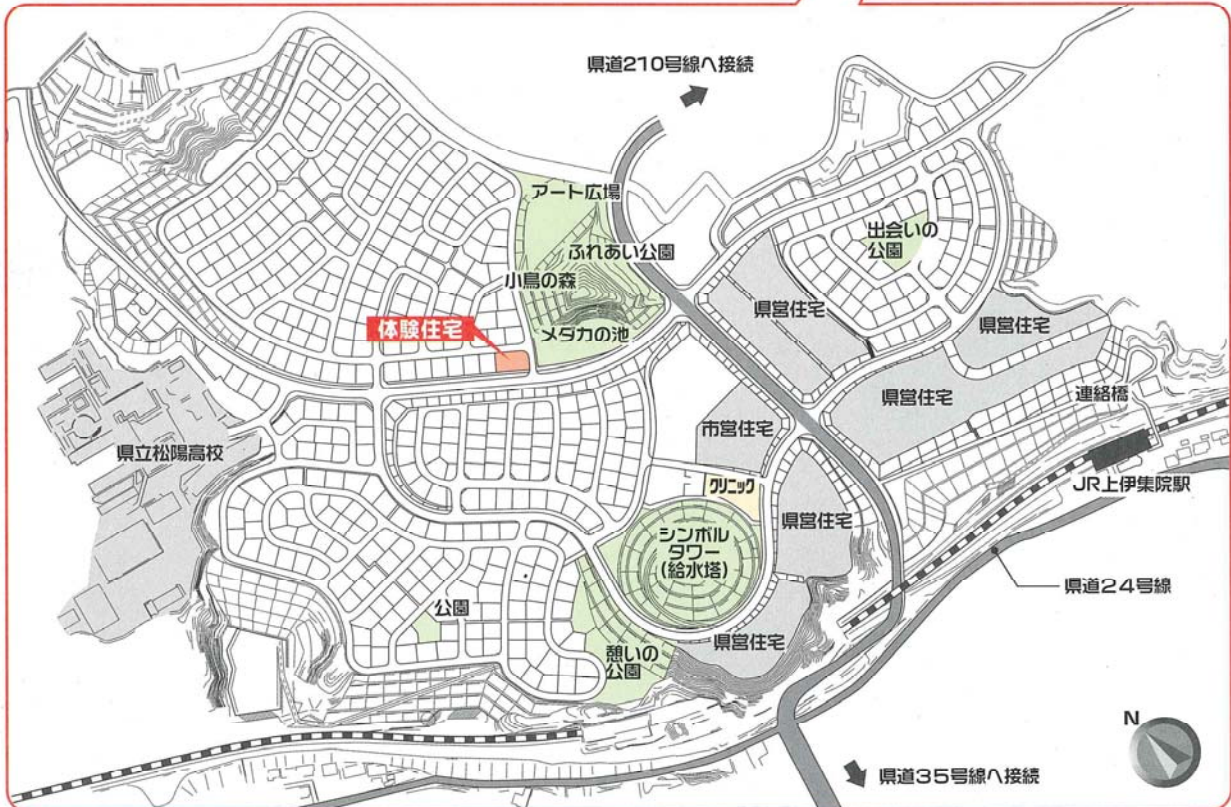 県道210号線へ接続
アート広場
ふれあい公園
小鳥の森
メダカの池
出会いの
公園
県営住宅
県営住宅
体験住宅
県営住宅
連絡橋
市営住宅
県立松陽高校
クリニック
JR上伊集院駅
県営住宅
シンボル
タワー
(給水塔)
県道24号線
公園
県営住宅
憩いの
公園
N
県道35号線へ接続